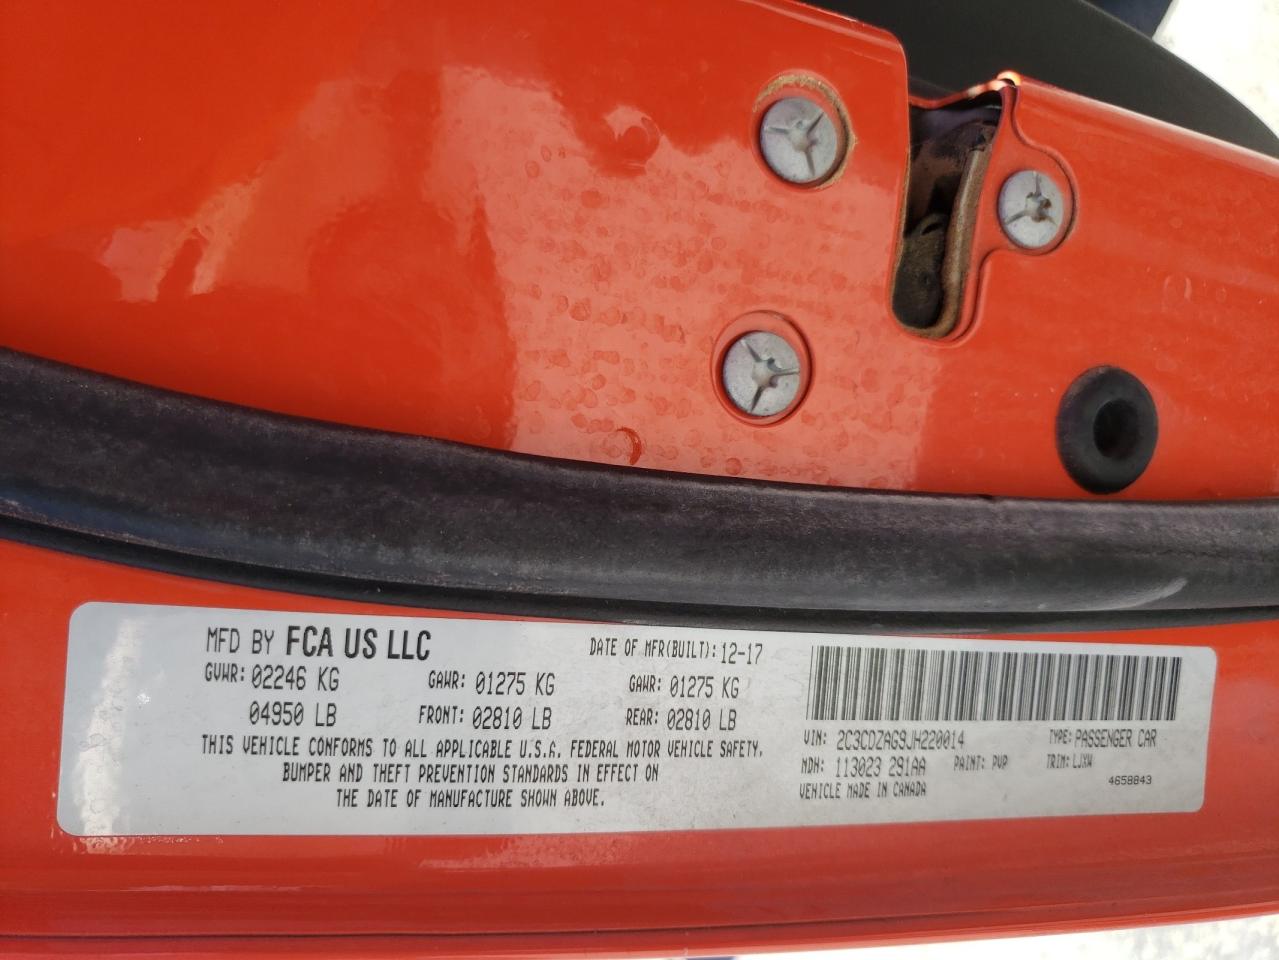 MFD BY FCA US LLC DATE OF MFR(BUILT): 12-17
GVWR: 02246 KG GAWR: 01275 KG GAWR: 01275 KG
04950 LB FRONT: 02810 LB REAR: 02810 LB
THIS VEHICLE CONFORMS TO ALL APPLICABLE U.S.A. FEDERAL MOTOR VEHICLE SAFETY,
BUMPER AND THEFT PREVENTION STANDARDS IN EFFECT ON
THE DATE OF MANUFACTURE SHOWN ABOVE.
VIN: 2C3CDZAG9JH220014 TYPE: PASSENGER CAR
MDH: 113023 291AA PAINT: PVP TRIM: LJXW
VEHICLE MADE IN CANADA 4658843